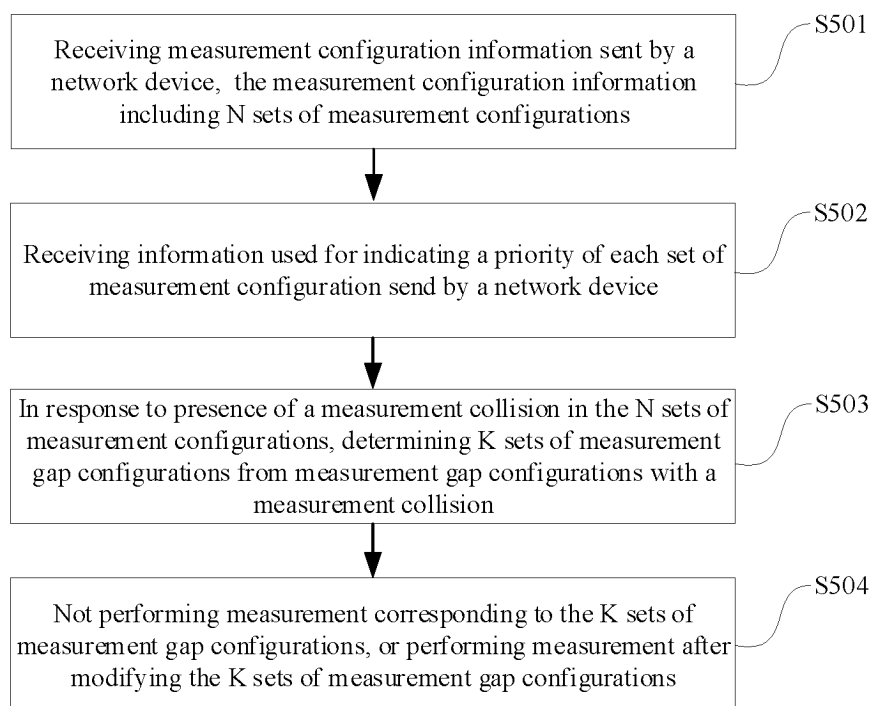 S501
Receiving measurement configuration information sent by a
network device, the measurement configuration information
including N sets of measurement configurations
S502
Receiving information used for indicating a priority of each set of
measurement configuration send by a network device
S503
In response to presence of a measurement collision in the N sets of
measurement configurations, determining K sets of measurement
gap configurations from measurement gap configurations with a
measurement collision
S504
Not performing measurement corresponding to the K sets of
measurement gap configurations, or performing measurement after
modifying the K sets of measurement gap configurations